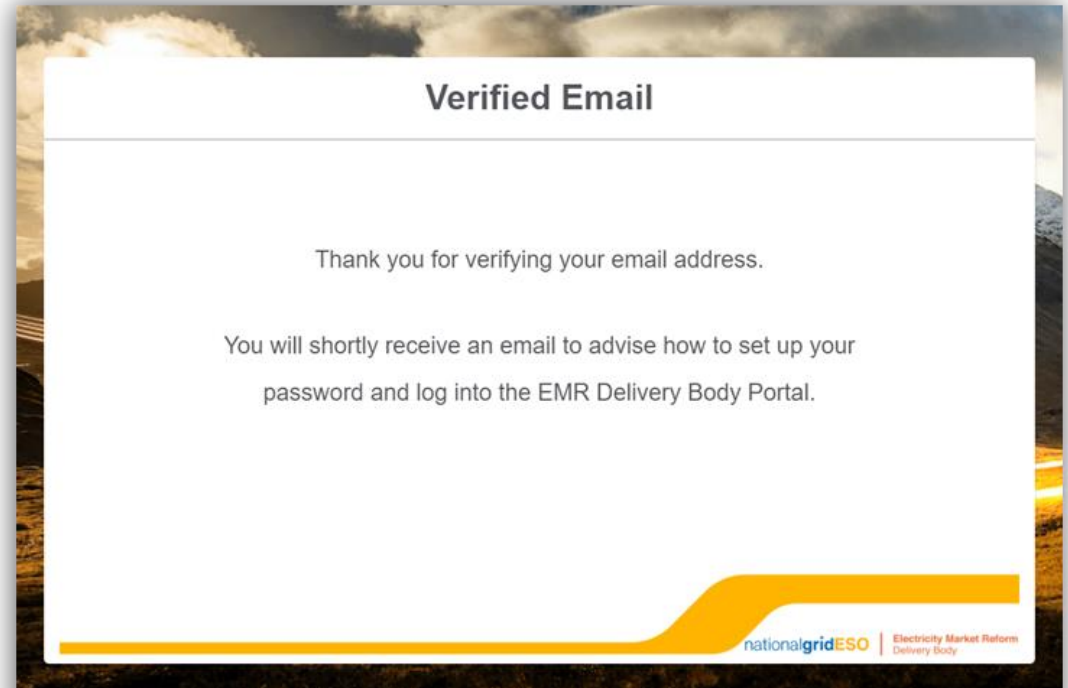 Verified Email
Thank you for verifying your email address.
You will shortly receive an email to advise how to set up your
password and log into the EMR Delivery Body Portal.
nationalgridESO
Electricity Market Reform
Delivery Body